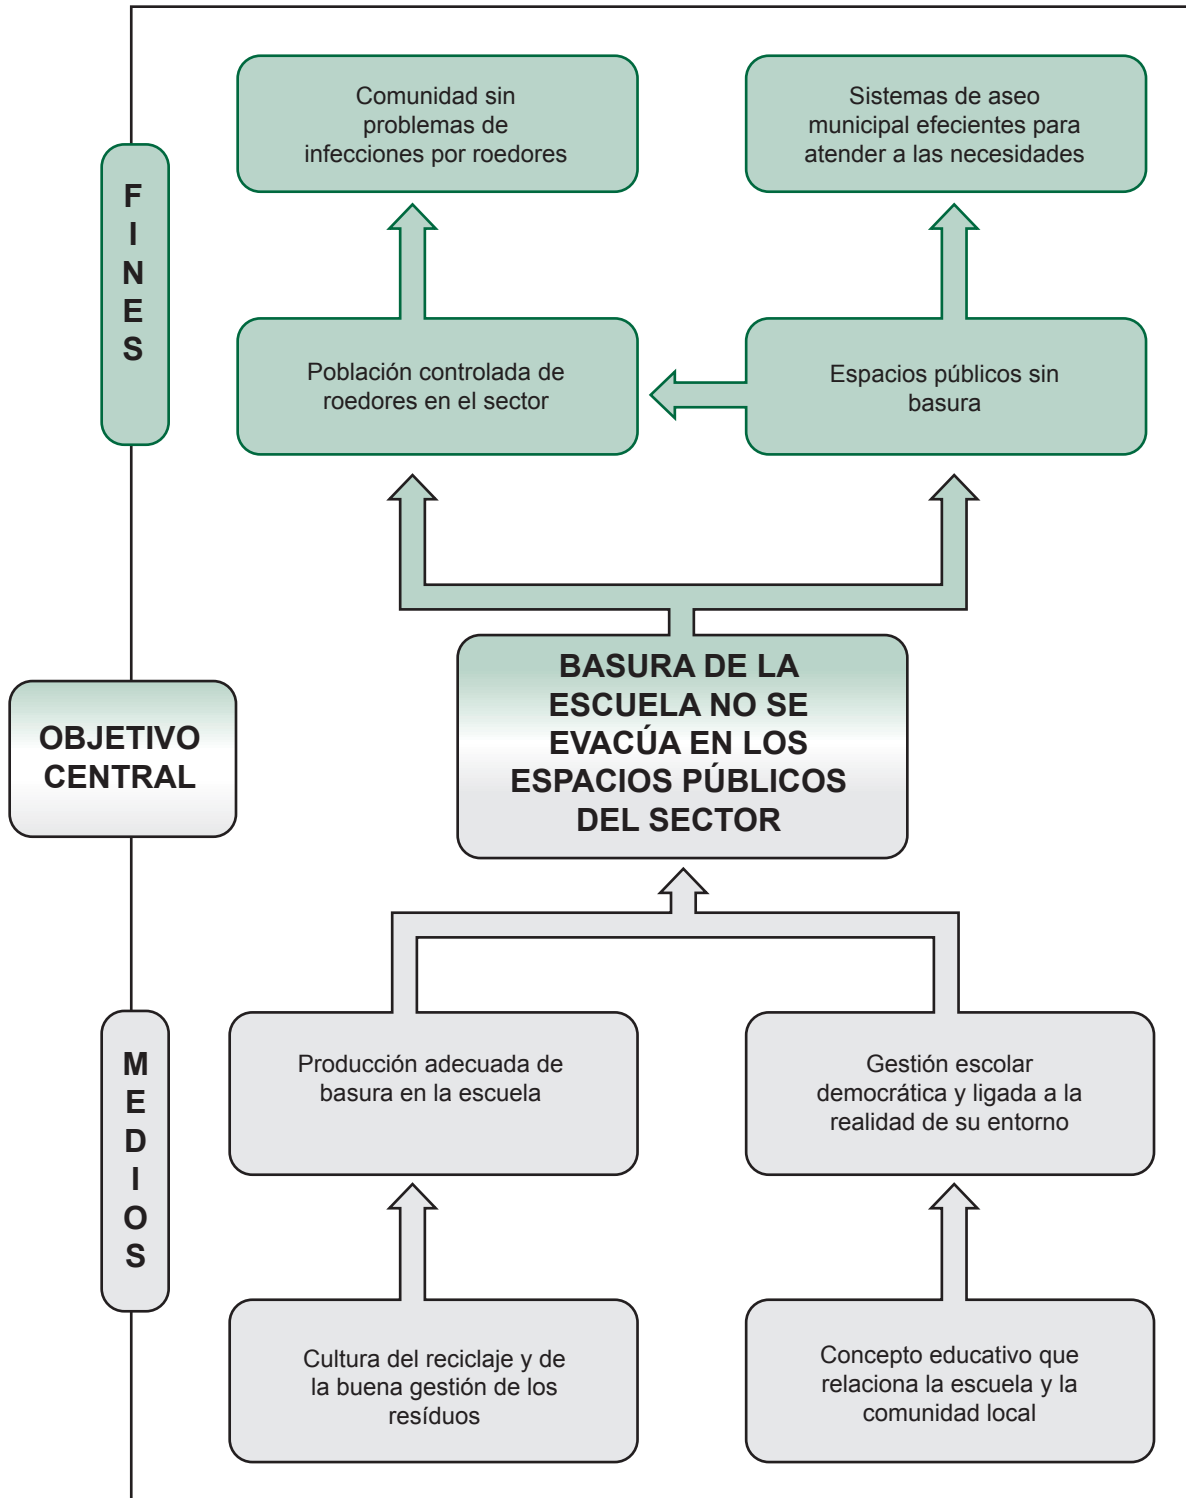 Comunidad sin
problemas de
infecciones por roedores
Sistemas de aseo
municipal efecientes para
atender a las necesidades
FINES
Población controlada de
roedores en el sector
Espacios públicos sin
basura
OBJETIVO
CENTRAL
BASURA DE LA
ESCUELA NO SE
EVACÚA EN LOS
ESPACIOS PÚBLICOS
DEL SECTOR
MEDIOS
Producción adecuada de
basura en la escuela
Gestión escolar
democrática y ligada a la
realidad de su entorno
Cultura del reciclaje y de
la buena gestión de los
resíduos
Concepto educativo que
relaciona la escuela y la
comunidad local